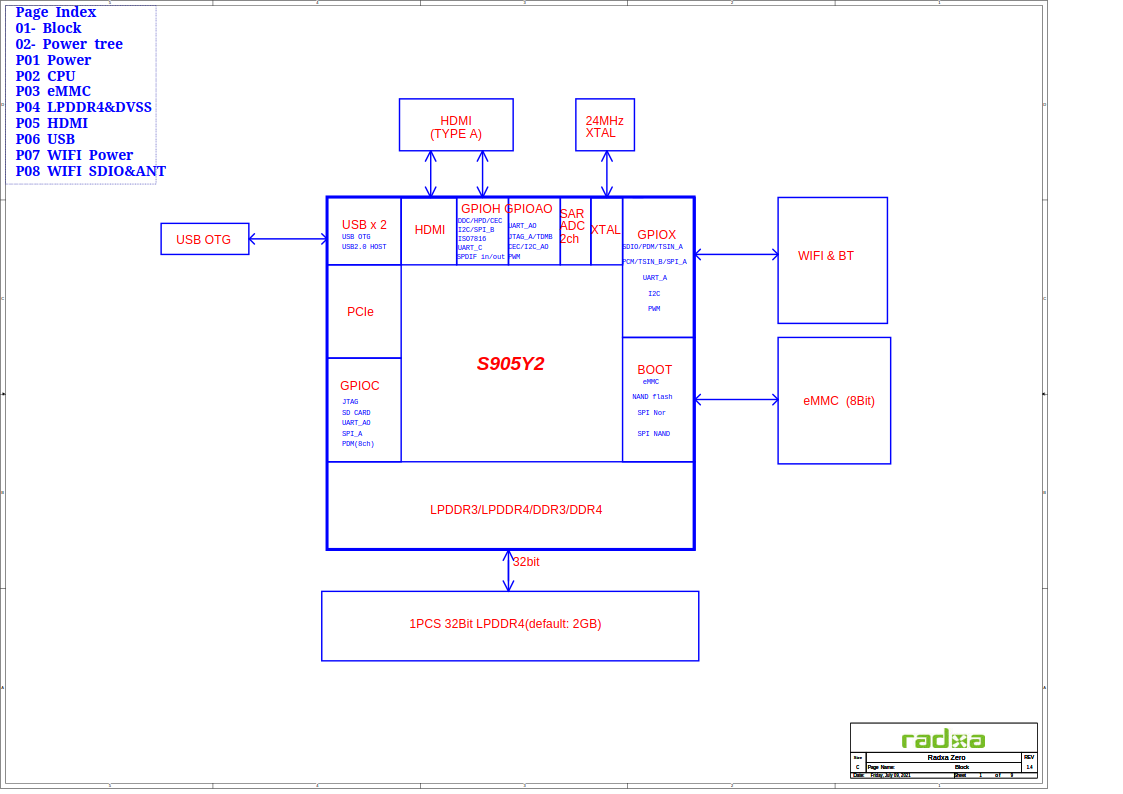 Page Index
01- Block
02- Power tree
P01 Power
P02 CPU
P03 eMMC
P04 LPDDR4&DVSS
P05 HDMI
P06 USB
P07 WIFI Power
P08 WIFI SDIO&ANT
HDMI
(TYPE A)
24MHz
XTAL
USB OTG
USB x 2
USB OTG
USB2.0 HOST
HDMI
GPIOH
DDC/HPD/CEC
I2C/SPI_B
ISO7816
UART_C
SPDIF in/out
GPIOAO
UART_AO
JTAG_A/TDMB
CEC/I2C_AO
PWM
SAR
ADC
2ch
XTAL
GPIOX
SDIO/PDM/TSIN_A
PCM/TSIN_B/SPI_A
UART_A
I2C
PWM
WIFI & BT
PCIe
S905Y2
GPIOC
JTAG
SD CARD
UART_AO
SPI_A
PDM(8ch)
BOOT
eMMC
NAND flash
SPI Nor
SPI NAND
eMMC (8Bit)
LPDDR3/LPDDR4/DDR3/DDR4
32bit
1PCS 32Bit LPDDR4(default: 2GB)
radxa
Size
C
Radxa Zero
REV
1.4
Page Name:
Block
Date: Friday, July 09, 2021
Sheet 1 of 9